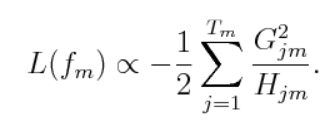 L(f_m) ∝ -\frac{1}{2} \sum_{j=1}^{T_m} \frac{G_{jm}^2}{H_{jm}}.